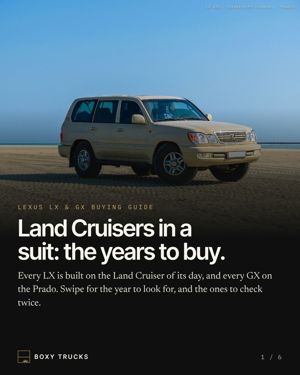 LEXUS LX & GX BUYING GUIDE
Land Cruisers in a
suit: the years to buy.
Every LX is built on the Land Cruiser of its day, and every GX on
the Prado. Swipe for the year to look for, and the ones to check
twice.
BOXY TRUCKS
1 / 6